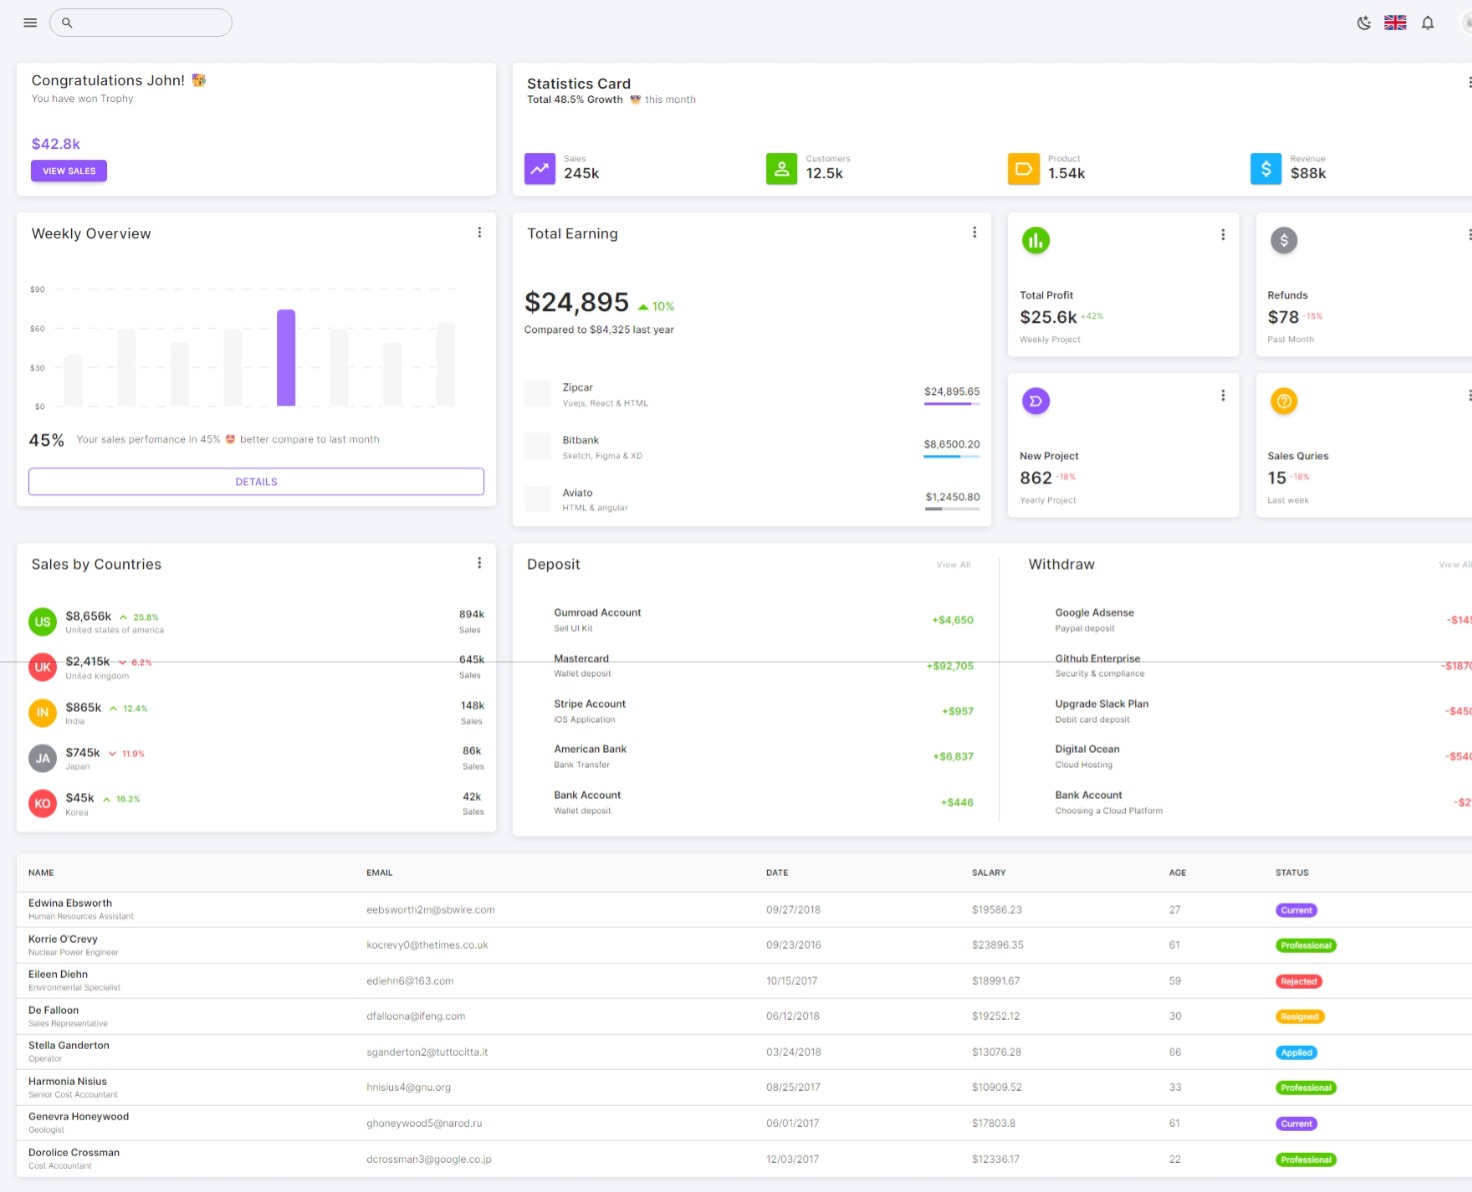 Congratulations John!
You have won Trophy
$42.8k
VIEW SALES
Statistics Card
Total 48.5% Growth this month
Sales
245k
Customers
12.5k
Product
1.54k
Revenue
$88k
Weekly Overview
$90
$60
$30
$0
45% Your sales perfomance in 45% better compare to last month
DETAILS
Total Earning
$24,895 10%
Compared to $84,325 last year
Zipcar
Vuejs, React & HTML
$24,895.65
Bitbank
Sketch, Figma & XD
$8,6500.20
Aviato
HTML & angular
$1,2450.80
Total Profit
$25.6k +42%
Weekly Project
Refunds
$78 -15%
Past Month
New Project
862 -18%
Yearly Project
Sales Quries
15 -18%
Last week
Sales by Countries
US
$8,656k 25.8%
United states of america
894k
Sales
UK
$2,415k 6.2%
United kingdom
645k
Sales
IN
$865k 12.4%
India
148k
Sales
JA
$745k 11.9%
Japan
86k
Sales
KO
$45k 16.2%
Korea
42k
Sales
Deposit View All
Gumroad Account
Sell UI Kit
+$4,650
Mastercard
Wallet deposit
+$92,705
Stripe Account
iOS Application
+$957
American Bank
Bank Transfer
+$6,837
Bank Account
Wallet deposit
+$446
Withdraw View All
Google Adsense
Paypal deposit
-$145
Github Enterprise
Security & compliance
-$1870
Upgrade Slack Plan
Debit card deposit
-$450
Digital Ocean
Cloud Hosting
-$540
Bank Account
Choosing a Cloud Platform
NAME EMAIL DATE SALARY AGE STATUS
Edwina Ebsworth
Human Resources Assistant
eebsworth2m@sbwire.com 09/27/2018 $19586.23 27 Current
Korrie O'Crevy
Nuclear Power Engineer
kocrevy0@thetimes.co.uk 09/23/2016 $23896.35 61 Professional
Eileen Diehn
Environmental Specialist
ediehn6@163.com 10/15/2017 $18991.67 59 Rejected
De Falloon
Sales Representative
dfalloona@ifeng.com 06/12/2018 $19252.12 30 Resigned
Stella Ganderton
Operator
sganderton2@tuttocitta.it 03/24/2018 $13076.28 66 Applied
Harmonia Nisius
Senior Cost Accountant
hnisius4@gnu.org 08/25/2017 $10909.52 33 Professional
Genevra Honeywood
Geologist
ghoneywood5@narod.ru 06/01/2017 $17803.8 61 Current
Dorolice Crossman
Cost Accountant
dcrossman3@google.co.jp 12/03/2017 $12336.17 22 Professional